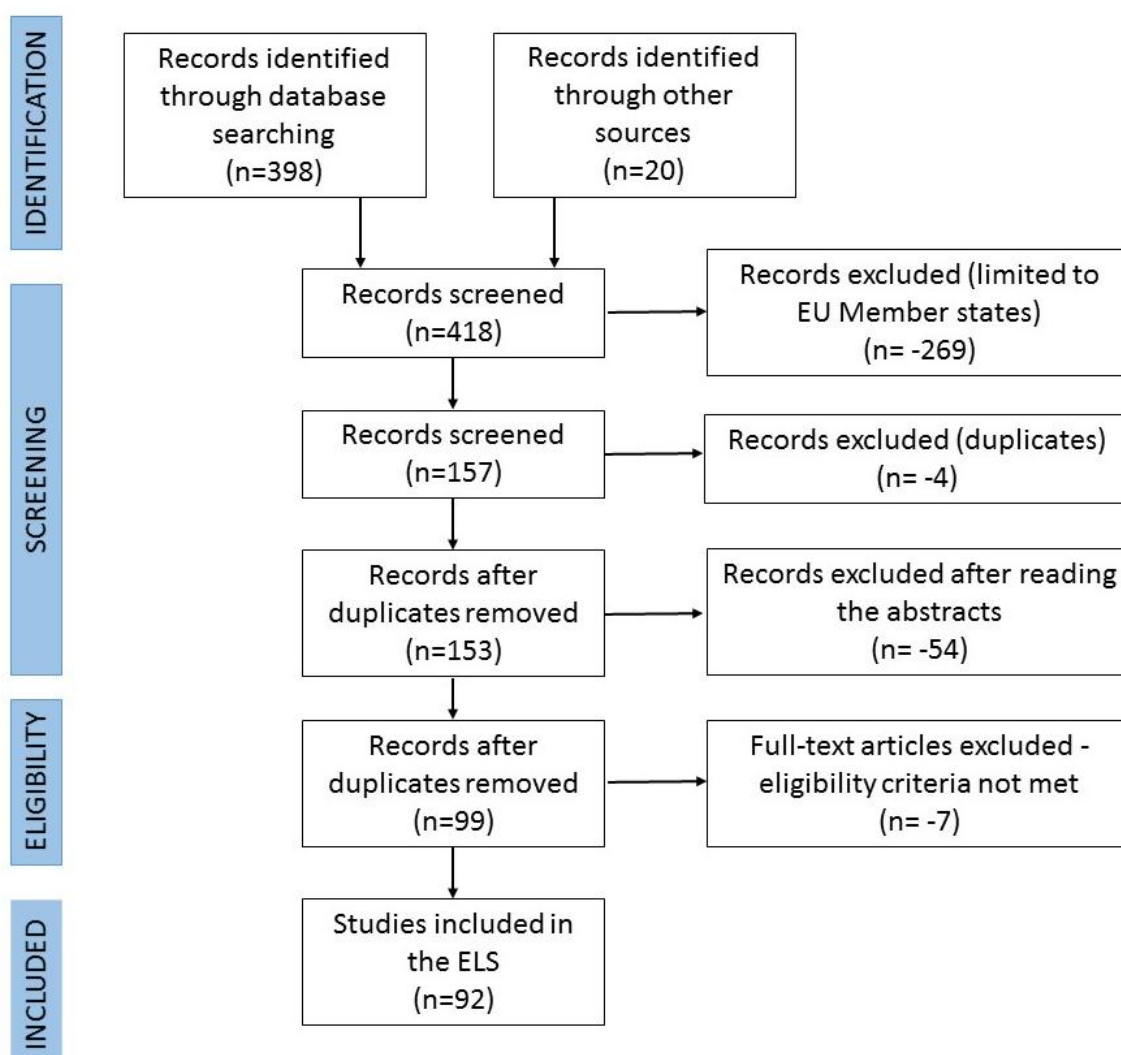 IDENTIFICATION
Records identified
through database
searching
(n=398)
Records identified
through other
sources
(n=20)
SCREENING
Records screened
(n=418)
Records excluded (limited to
EU Member states)
(n= -269)
Records screened
(n=157)
Records excluded (duplicates)
(n= -4)
Records after
duplicates removed
(n=153)
Records excluded after reading
the abstracts
(n= -54)
ELIGIBILITY
Records after
duplicates removed
(n=99)
Full-text articles excluded -
eligibility criteria not met
(n= -7)
INCLUDED
Studies included in
the ELS
(n=92)